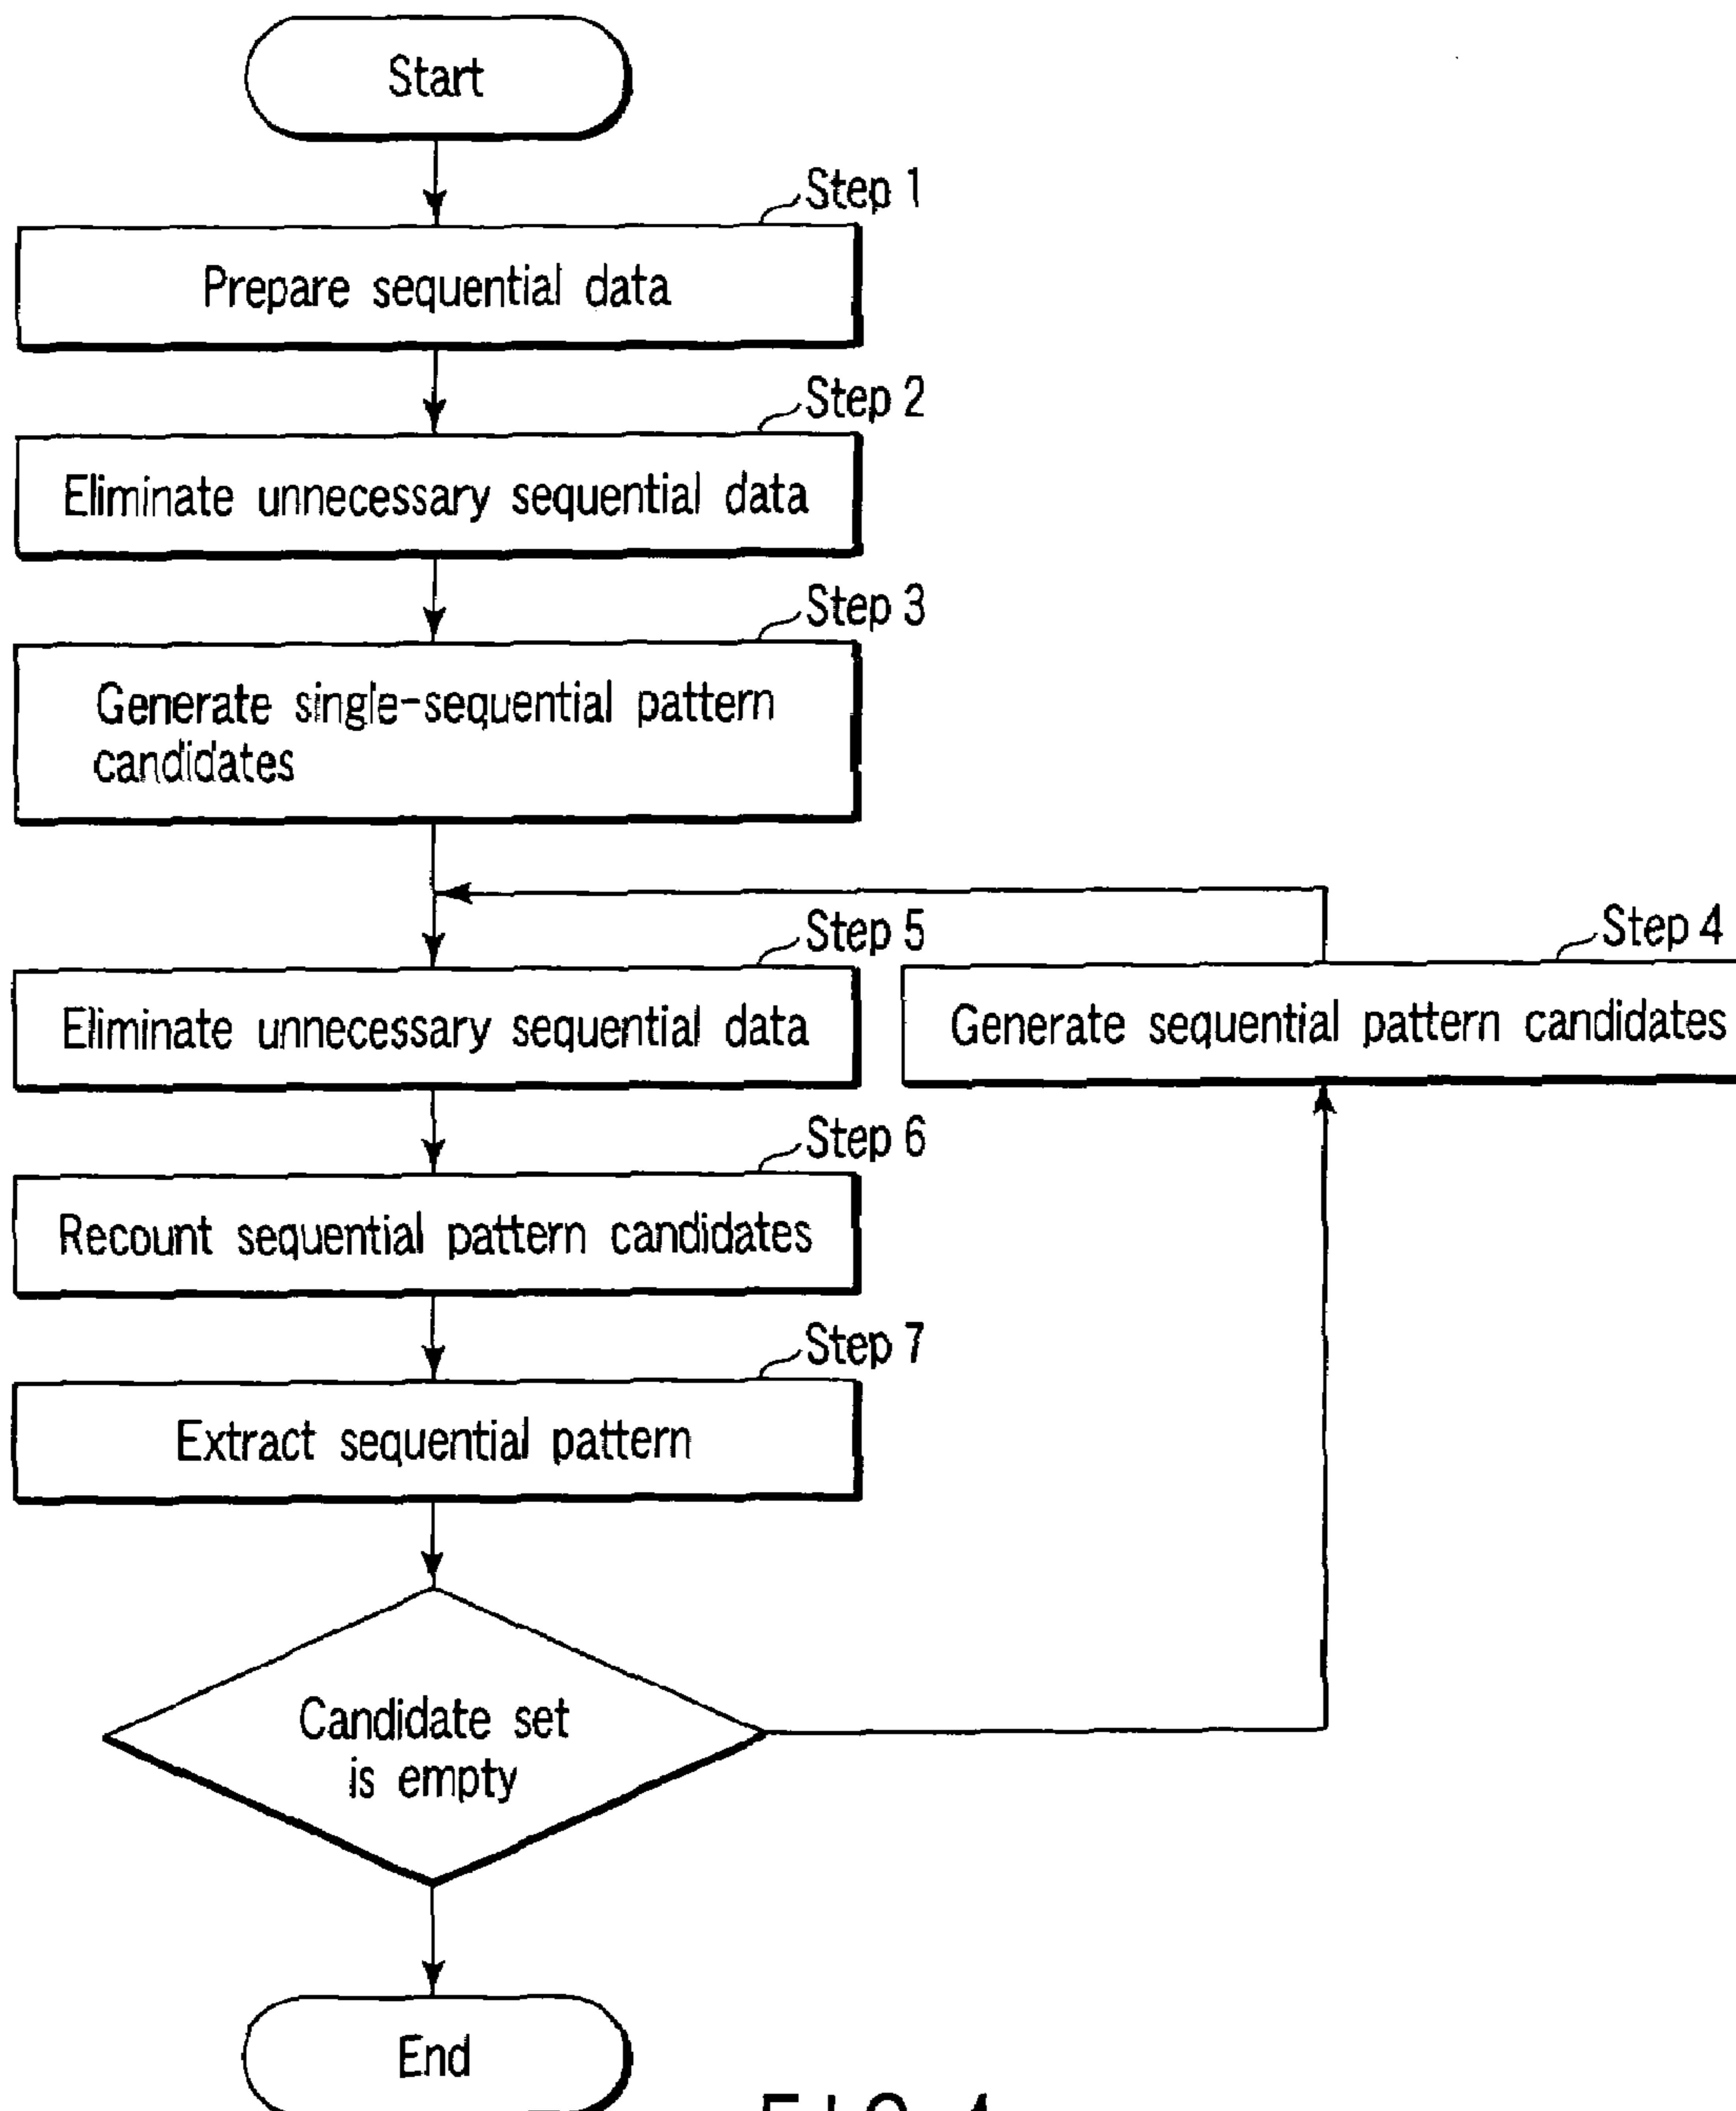 Start
Step 1
Prepare sequential data
Step 2
Eliminate unnecessary sequential data
Step 3
Generate single-sequential pattern
candidates
Step 5
Eliminate unnecessary sequential data
Step 4
Generate sequential pattern candidates
Step 6
Recount sequential pattern candidates
Step 7
Extract sequential pattern
Candidate set
is empty
End